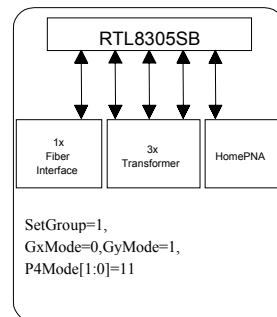 RTL8305SB
1x
Fiber
Interface
3x
Transformer
HomePNA
SetGroup=1,
GxMode=0,GyMode=1,
P4Mode[1:0]=11